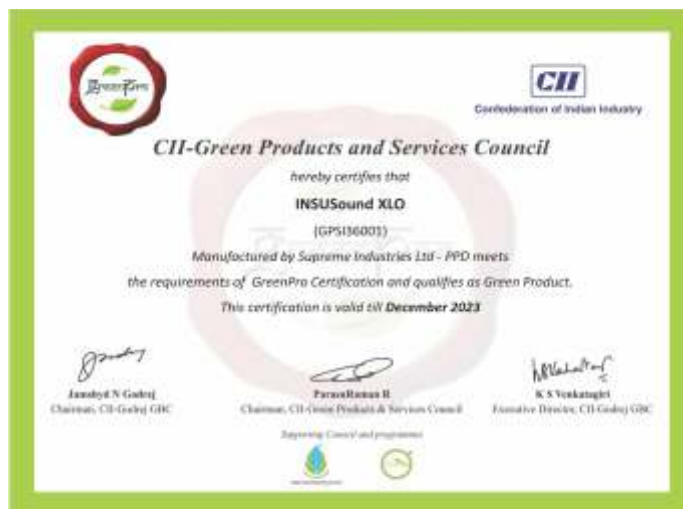 GreenPro
CII
Confederation of Indian Industry
CII-Green Products and Services Council
hereby certifies that
INSUSound XLO
(GPSI36001)
Manufactured by Supreme Industries Ltd - PPD meets
the requirements of GreenPro Certification and qualifies as Green Product.
This certification is valid till December 2023
Jamshyd N Godrej
Chairman, CII-Godrej GBC
ParasuRaman R
Chairman, CII-Green Products & Services Council
K S Venkatagiri
Executive Director, CII-Godrej GBC
Supporting Council and programmes